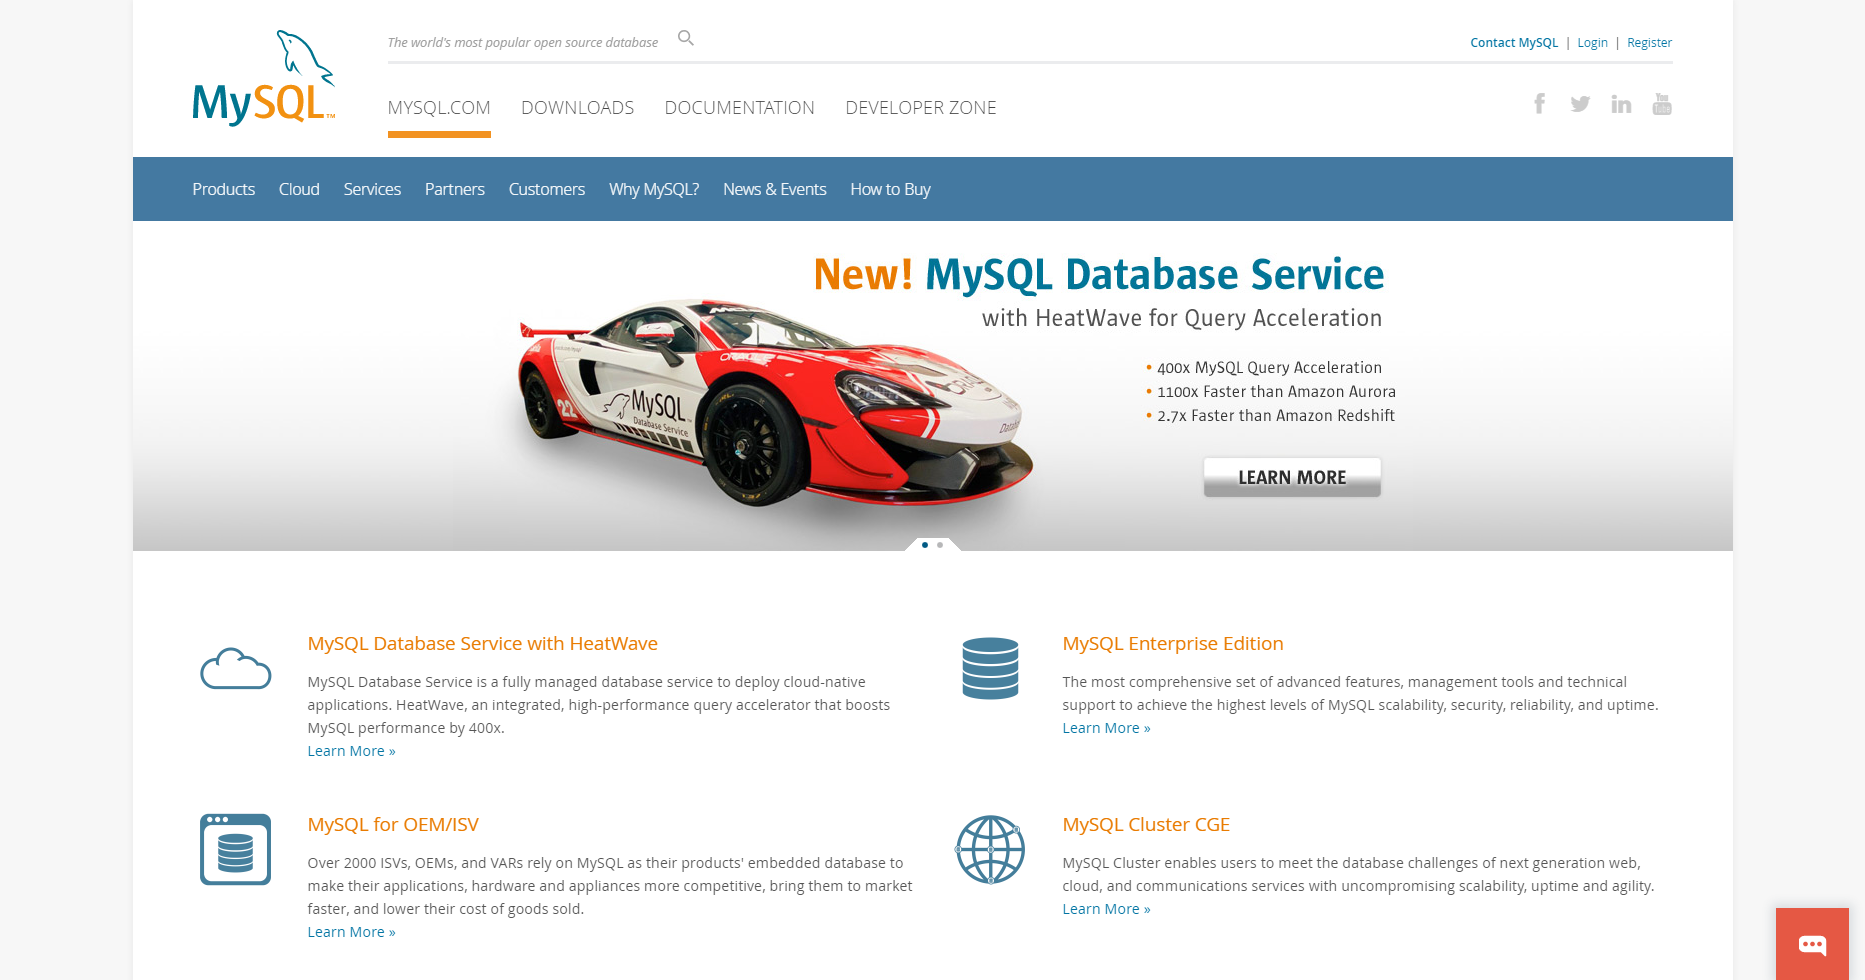 MySQL™
The world's most popular open source database
Contact MySQL | Login | Register
MYSQL.COM DOWNLOADS DOCUMENTATION DEVELOPER ZONE
You Tube
Products Cloud Services Partners Customers Why MySQL? News & Events How to Buy
New! MySQL Database Service
with HeatWave for Query Acceleration
• 400x MySQL Query Acceleration
• 1100x Faster than Amazon Aurora
• 2.7x Faster than Amazon Redshift
LEARN MORE
ORACLE
22
MySQL™
Database Service
MySQL Database Service with HeatWave
MySQL Database Service is a fully managed database service to deploy cloud-native
applications. HeatWave, an integrated, high-performance query accelerator that boosts
MySQL performance by 400x.
Learn More »
MySQL Enterprise Edition
The most comprehensive set of advanced features, management tools and technical
support to achieve the highest levels of MySQL scalability, security, reliability, and uptime.
Learn More »
MySQL for OEM/ISV
Over 2000 ISVs, OEMs, and VARs rely on MySQL as their products' embedded database to
make their applications, hardware and appliances more competitive, bring them to market
faster, and lower their cost of goods sold.
Learn More »
MySQL Cluster CGE
MySQL Cluster enables users to meet the database challenges of next generation web,
cloud, and communications services with uncompromising scalability, uptime and agility.
Learn More »